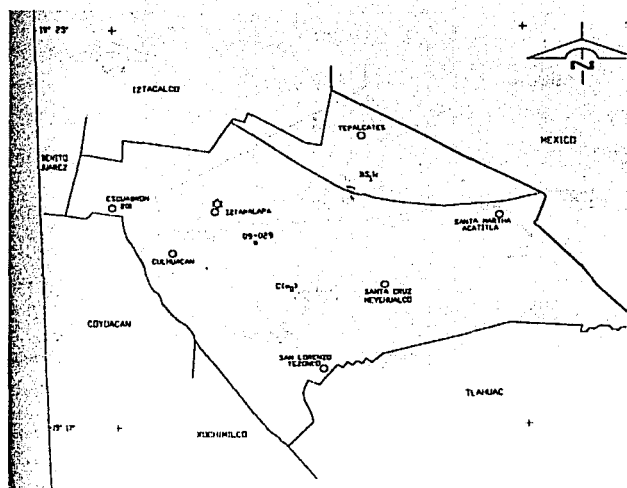 19° 23'
IZTACALCO
TEPALCATES
MEXICO
BENITO
JUAREZ
ESCUADRON
201
IZTAPALAPA
SANTA MARTHA
ACATITLA
09-029
CULHUACAN
C(w₀)
SANTA CRUZ
MEYEHUALCO
COYOACAN
SAN LORENZO
TEZONCO
TLAHUAC
19° 17'
XOCHIMILCO